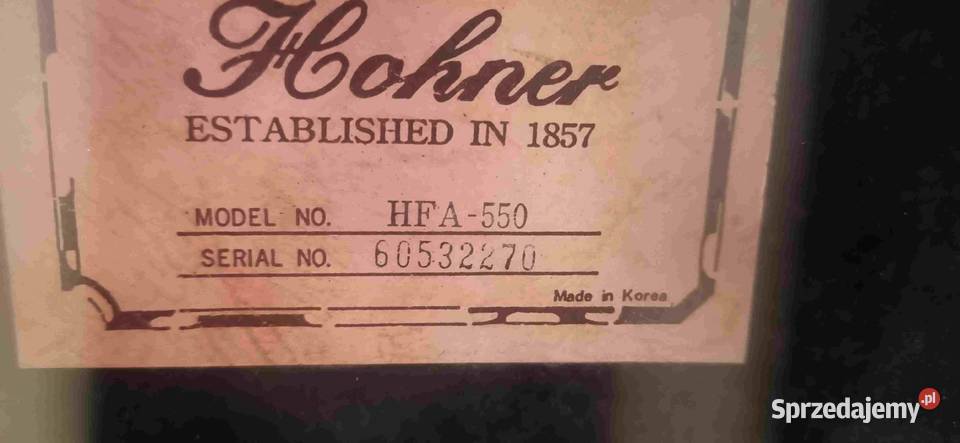 Hohner
ESTABLISHED IN 1857
MODEL NO. HFA-550
SERIAL NO. 60532270
Made in Korea
Sprzedajemy.pl